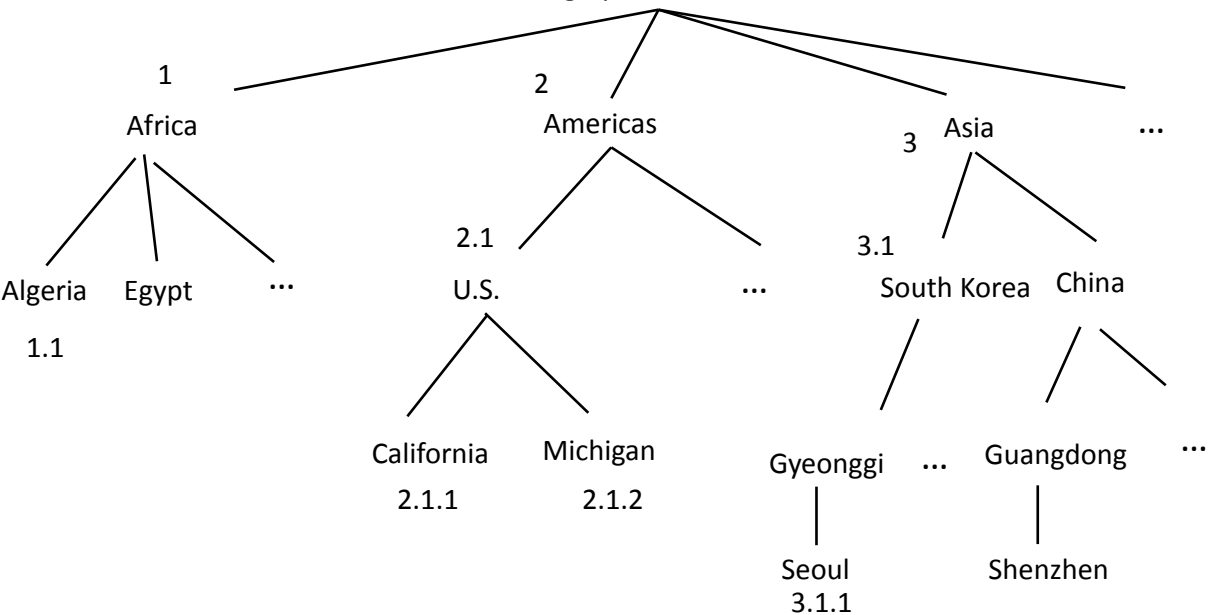 1
2
Africa
Americas
3
Asia
...
2.1
3.1
Algeria
Egypt
...
U.S.
...
South Korea
China
1.1
California
Michigan
Gyeonggi
...
Guangdong
...
2.1.1
2.1.2
Seoul
Shenzhen
3.1.1